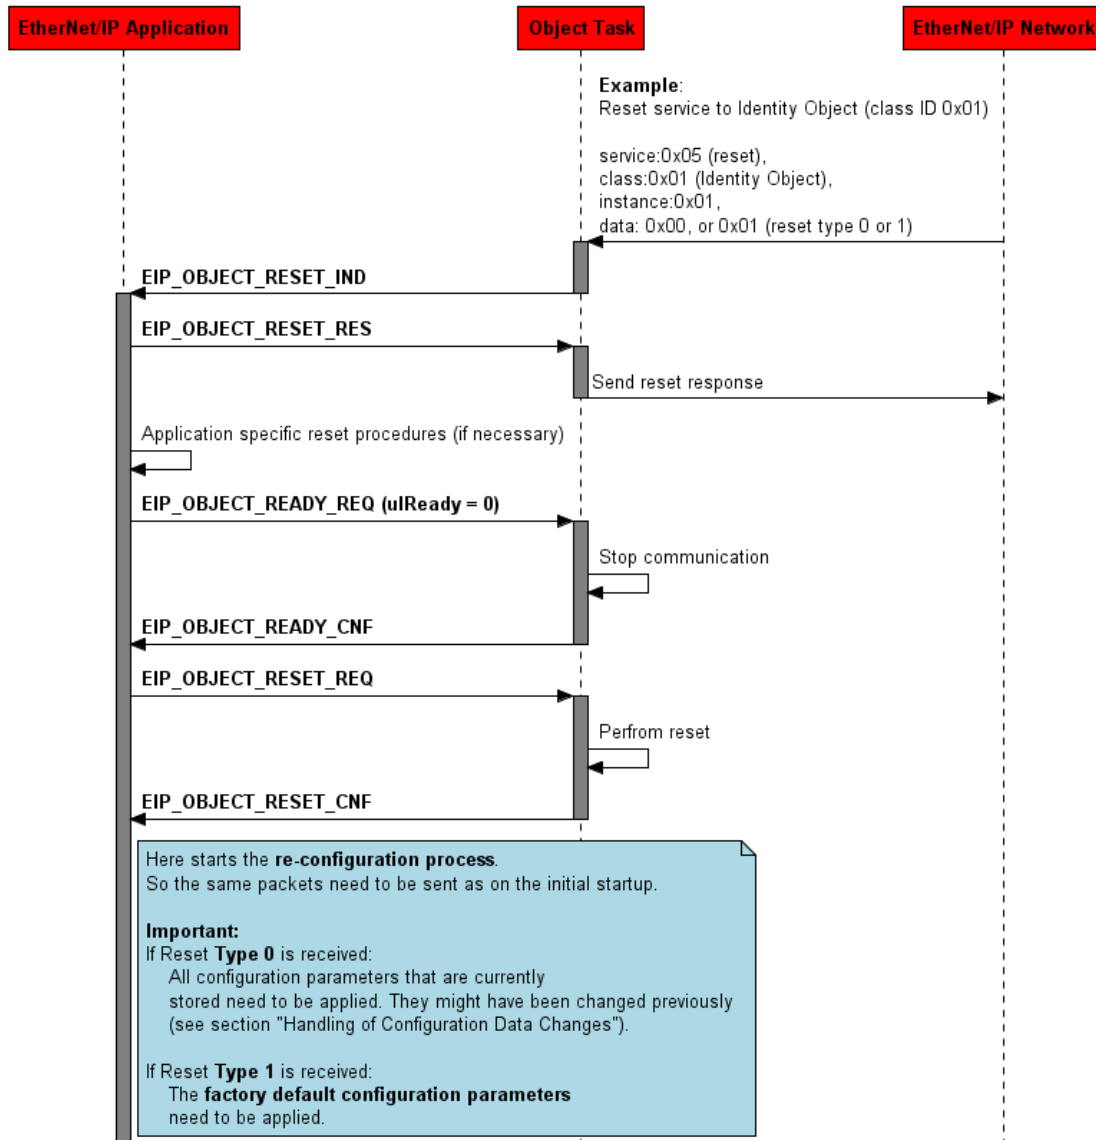 EtherNet/IP Application
Object Task
EtherNet/IP Network
Example:
Reset service to Identity Object (class ID 0x01)
service:0x05 (reset),
class:0x01 (Identity Object),
instance:0x01,
data: 0x00, or 0x01 (reset type 0 or 1)
EIP_OBJECT_RESET_IND
EIP_OBJECT_RESET_RES
Send reset response
Application specific reset procedures (if necessary)
EIP_OBJECT_READY_REQ (ulReady = 0)
Stop communication
EIP_OBJECT_READY_CNF
EIP_OBJECT_RESET_REQ
Perfrom reset
EIP_OBJECT_RESET_CNF
Here starts the re-configuration process.
So the same packets need to be sent as on the initial startup.
Important:
If Reset Type 0 is received:
All configuration parameters that are currently
stored need to be applied. They might have been changed previously
(see section "Handling of Configuration Data Changes").
If Reset Type 1 is received:
The factory default configuration parameters
need to be applied.